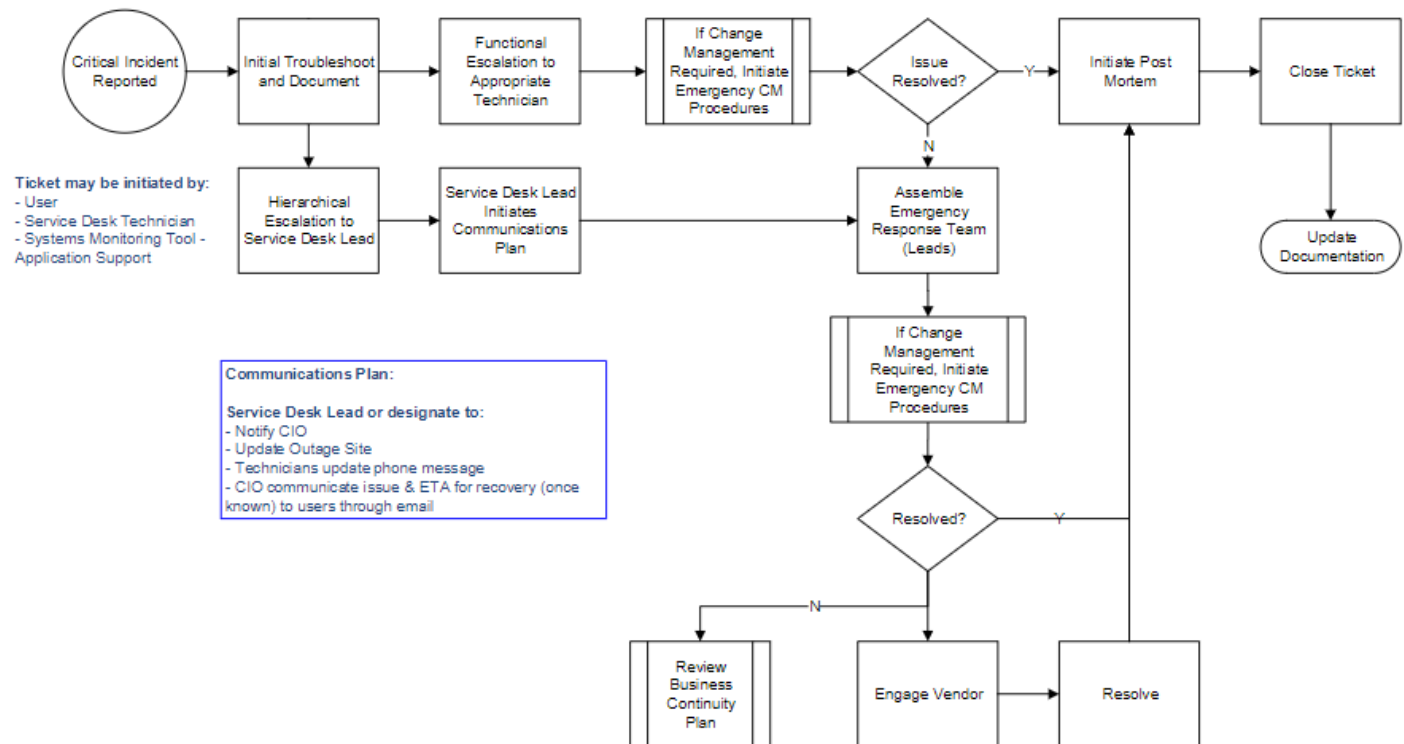 Critical Incident
Reported
Initial Troubleshoot
and Document
Functional
Escalation to
Appropriate
Technician
If Change
Management
Required, Initiate
Emergency CM
Procedures
Issue
Resolved?
Y
Initiate Post
Mortem
Close Ticket
N
Ticket may be initiated by:
- User
- Service Desk Technician
- Systems Monitoring Tool -
Application Support
Hierarchical
Escalation to
Service Desk Lead
Service Desk Lead
Initiates
Communications
Plan
Assemble
Emergency
Response Team
(Leads)
Update
Documentation
If Change
Management
Required, Initiate
Emergency CM
Procedures
Communications Plan:
Service Desk Lead or designate to:
- Notify CIO
- Update Outage Site
- Technicians update phone message
- CIO communicate issue & ETA for recovery (once
known) to users through email
Resolved?
Y
N
Review
Business
Continuity
Plan
Engage Vendor
Resolve